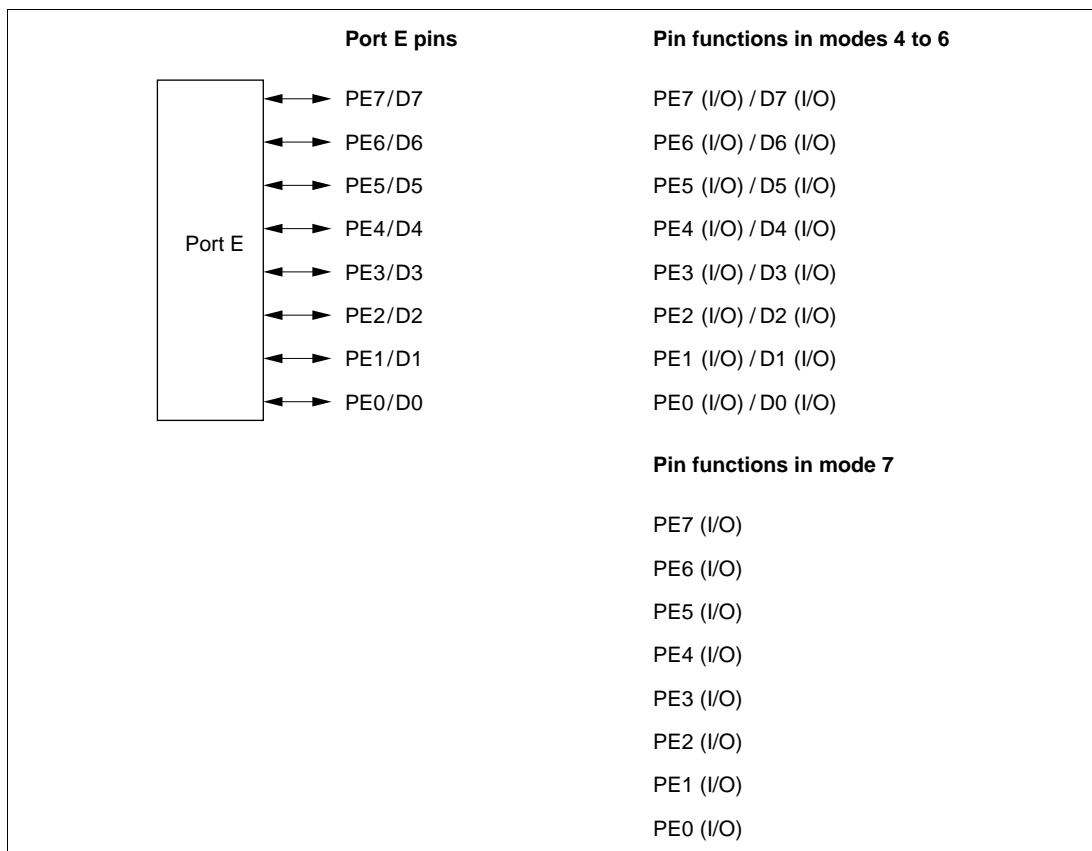 Port E pins Pin functions in modes 4 to 6
PE7/D7 PE7 (I/O) / D7 (I/O)
PE6/D6 PE6 (I/O) / D6 (I/O)
PE5/D5 PE5 (I/O) / D5 (I/O)
PE4/D4 PE4 (I/O) / D4 (I/O)
Port E
PE3/D3 PE3 (I/O) / D3 (I/O)
PE2/D2 PE2 (I/O) / D2 (I/O)
PE1/D1 PE1 (I/O) / D1 (I/O)
PE0/D0 PE0 (I/O) / D0 (I/O)
Pin functions in mode 7
PE7 (I/O)
PE6 (I/O)
PE5 (I/O)
PE4 (I/O)
PE3 (I/O)
PE2 (I/O)
PE1 (I/O)
PE0 (I/O)